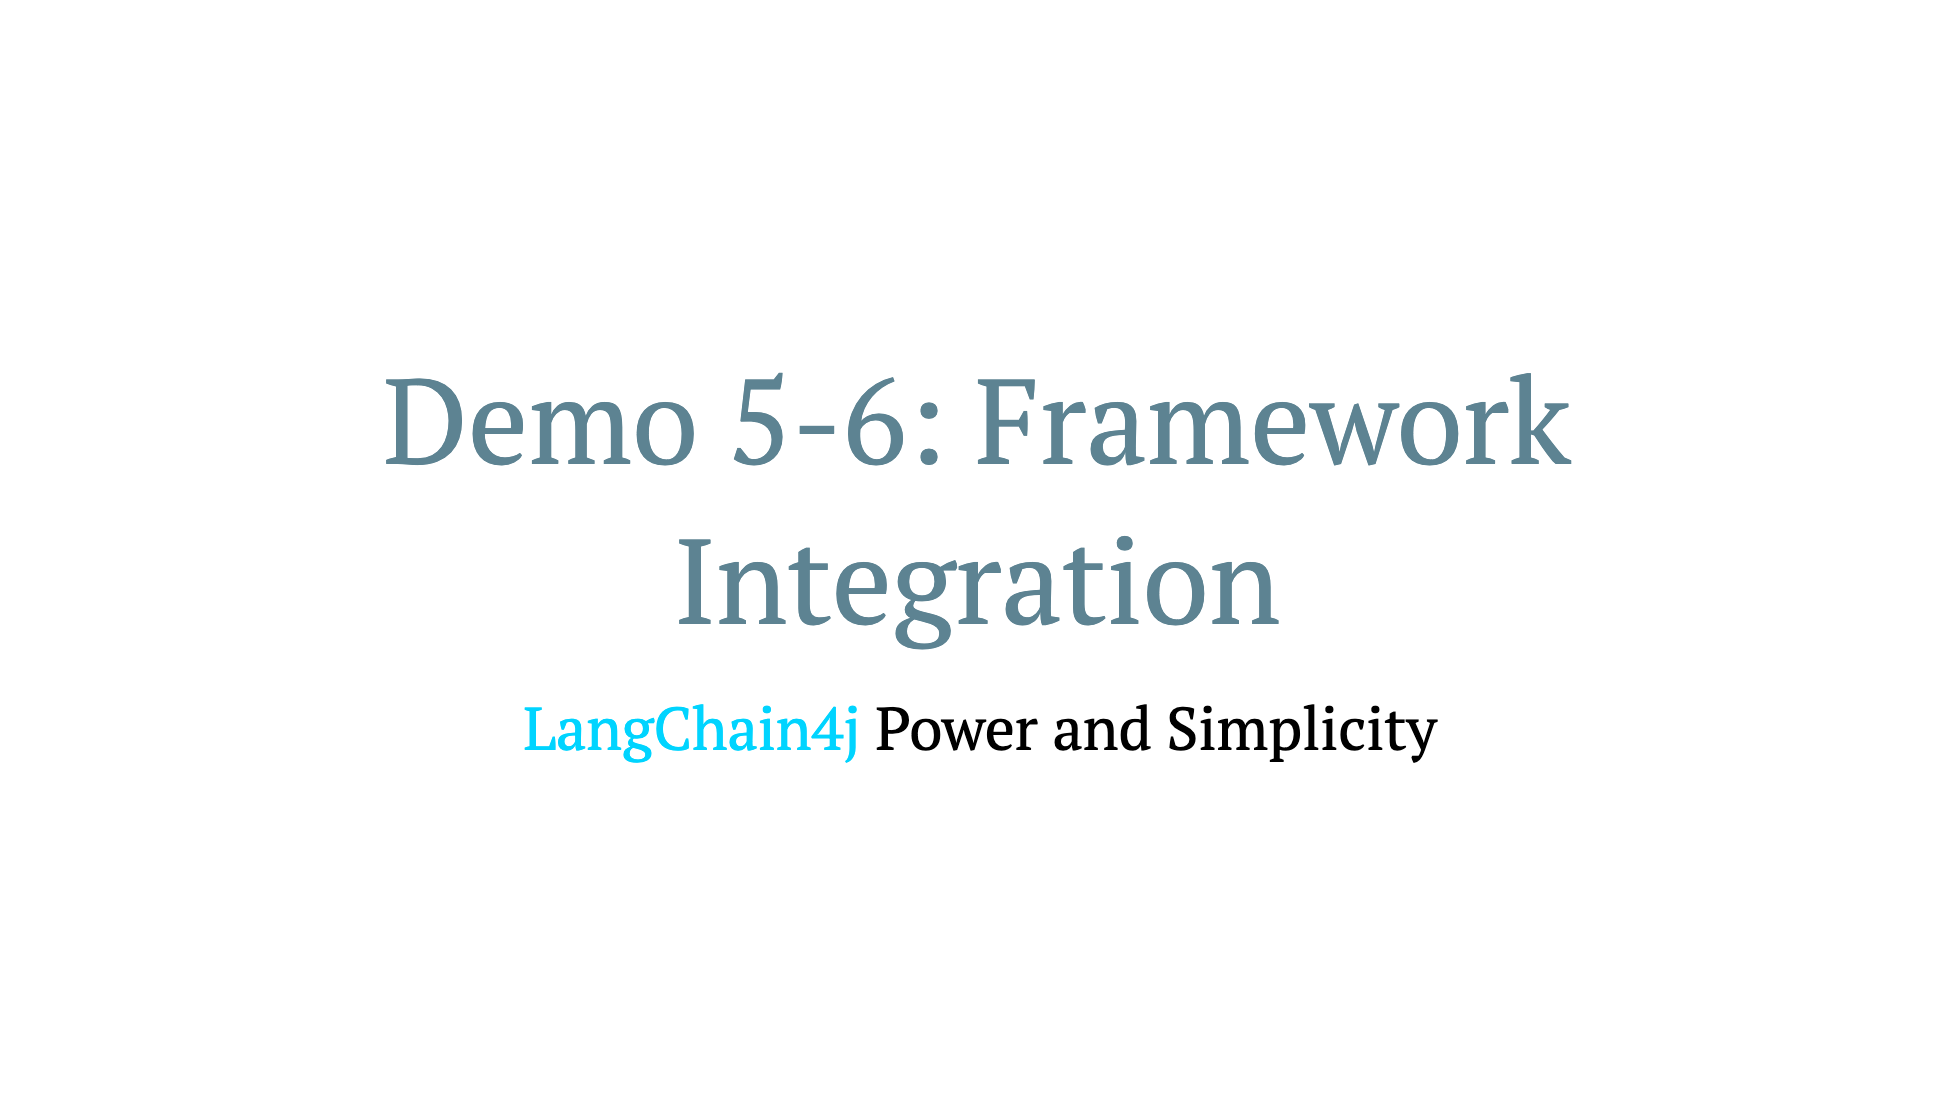 Demo 5-6: Framework
Integration
LangChain4j Power and Simplicity